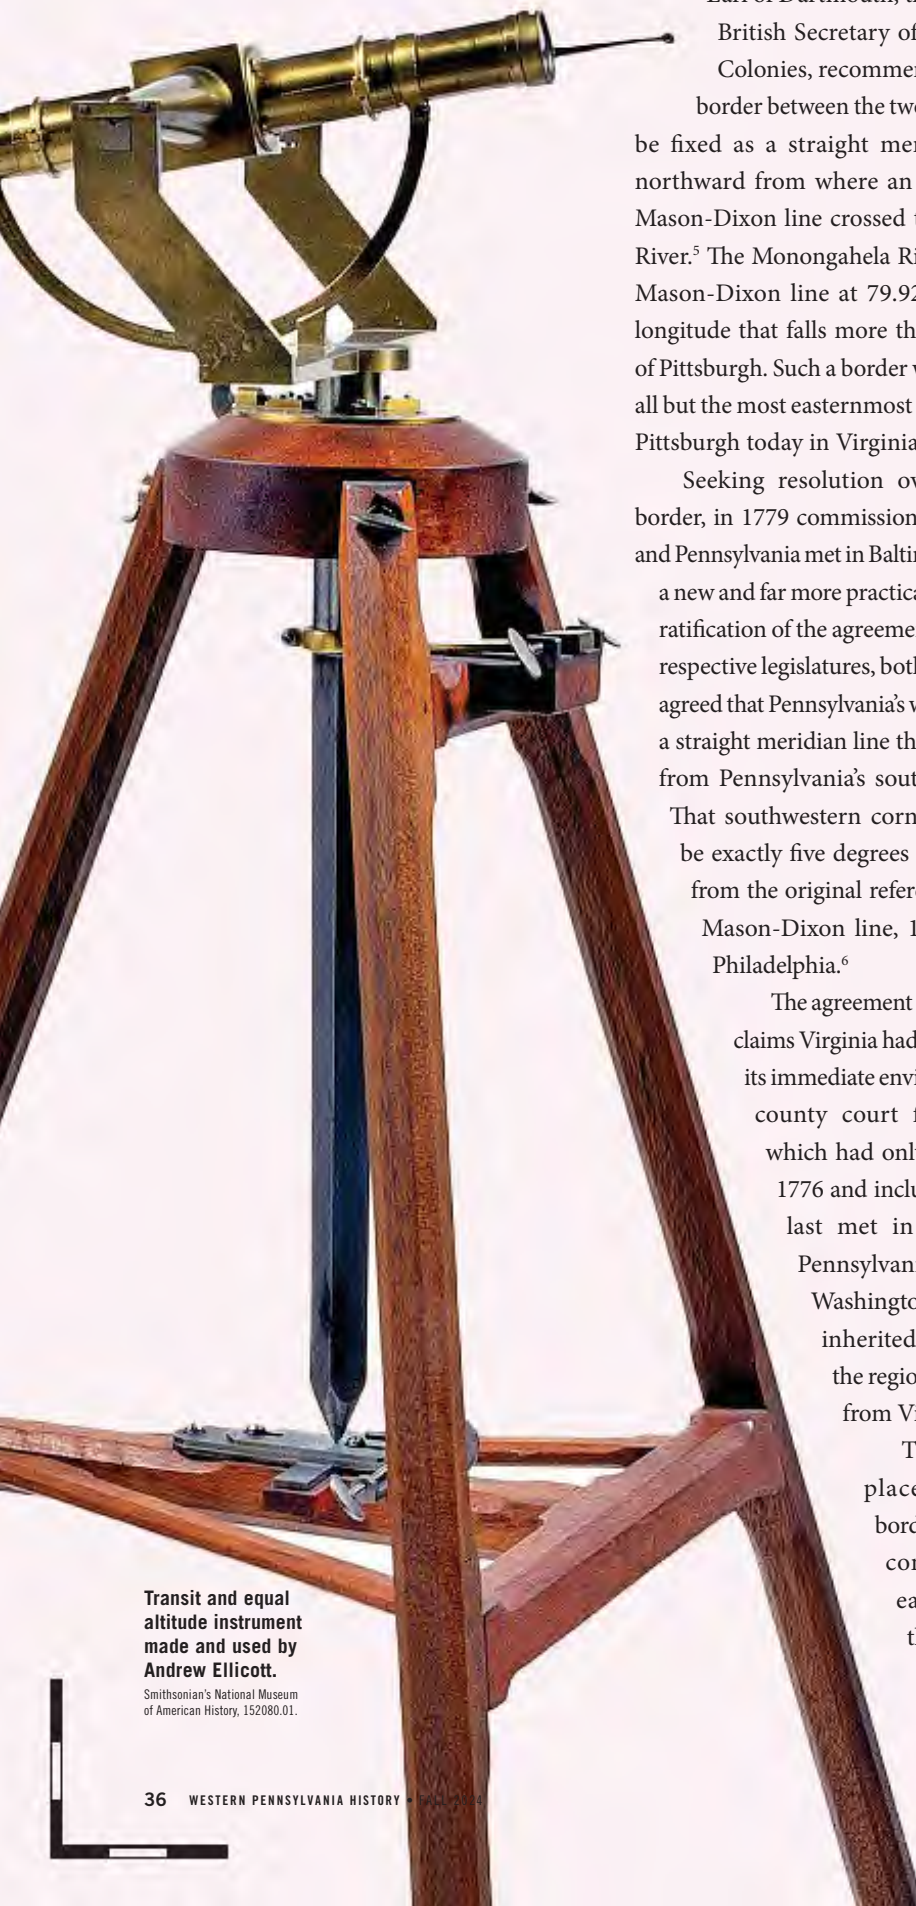 British Secretary of
Colonies, recommen
border between the two
be fixed as a straight mer
northward from where an
Mason-Dixon line crossed t
River.5 The Monongahela Ri
Mason-Dixon line at 79.92
longitude that falls more th
of Pittsburgh. Such a border w
all but the most easternmost
Pittsburgh today in Virginia
Seeking resolution ov
border, in 1779 commission
and Pennsylvania met in Baltin
a new and far more practica
ratification of the agreeme
respective legislatures, both
agreed that Pennsylvania’s w
a straight meridian line th
from Pennsylvania’s sout
That southwestern corn
be exactly five degrees
from the original refere
Mason-Dixon line, 1
Philadelphia.6
The agreement
claims Virginia had
its immediate envi
county court f
which had onl
1776 and inclu
last met in
Pennsylvani
Washingto
inherited
the regio
from Vi
T
place
bord
con
ea
th
Transit and equal
altitude instrument
made and used by
Andrew Ellicott.
Smithsonian’s National Museum
of American History, 152080.01.
36 WESTERN PENNSYLVANIA HISTORY •